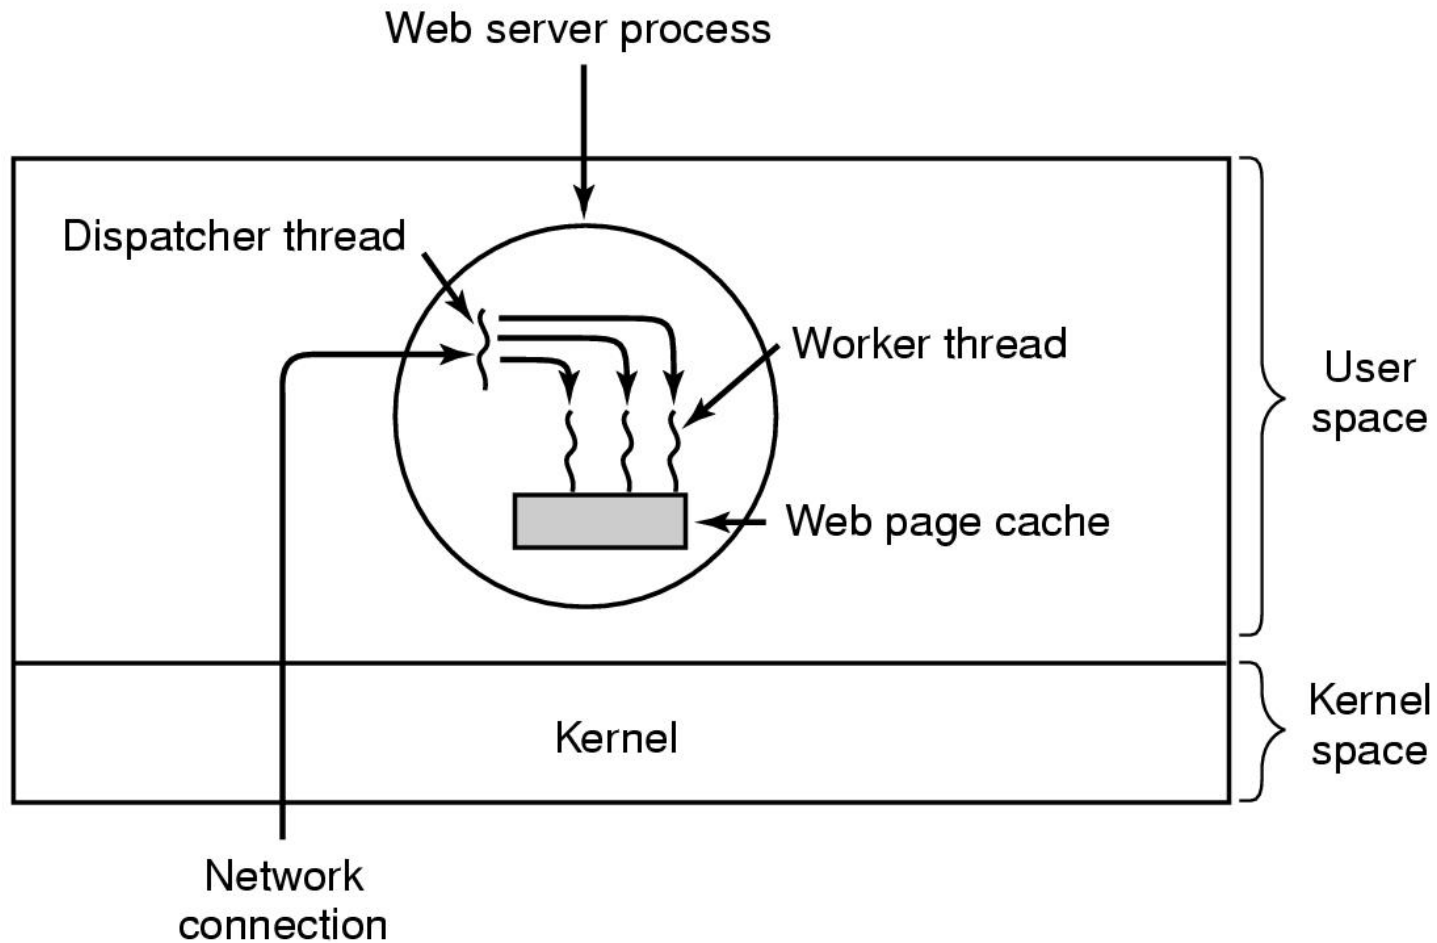 Web server process
Dispatcher thread
Worker thread
User
space
Web page cache
Kernel
Kernel
space
Network
connection